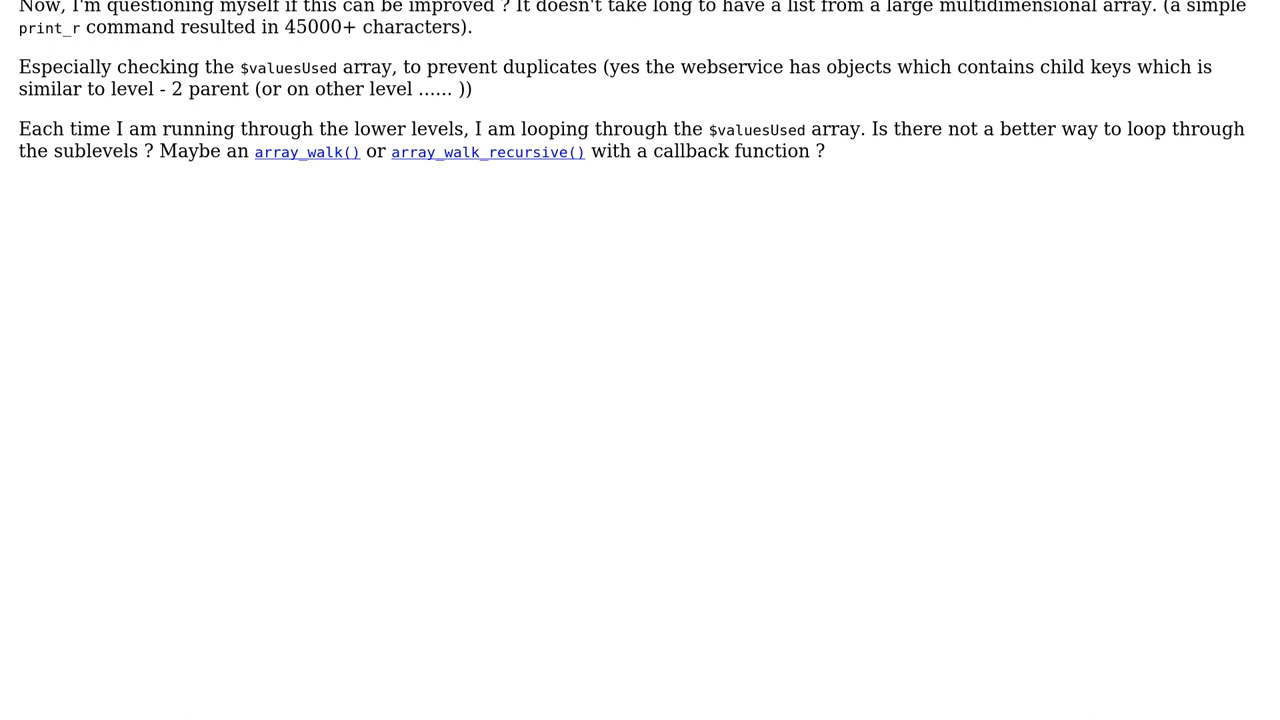 Now, I'm questioning myself if this can be improved ? It doesn't take long to have a list from a large multidimensional array. (a simple
print_r command resulted in 45000+ characters).
Especially checking the $valuesUsed array, to prevent duplicates (yes the webservice has objects which contains child keys which is
similar to level - 2 parent (or on other level ...... ))
Each time I am running through the lower levels, I am looping through the $valuesUsed array. Is there not a better way to loop through
the sublevels ? Maybe an array_walk() or array_walk_recursive() with a callback function ?